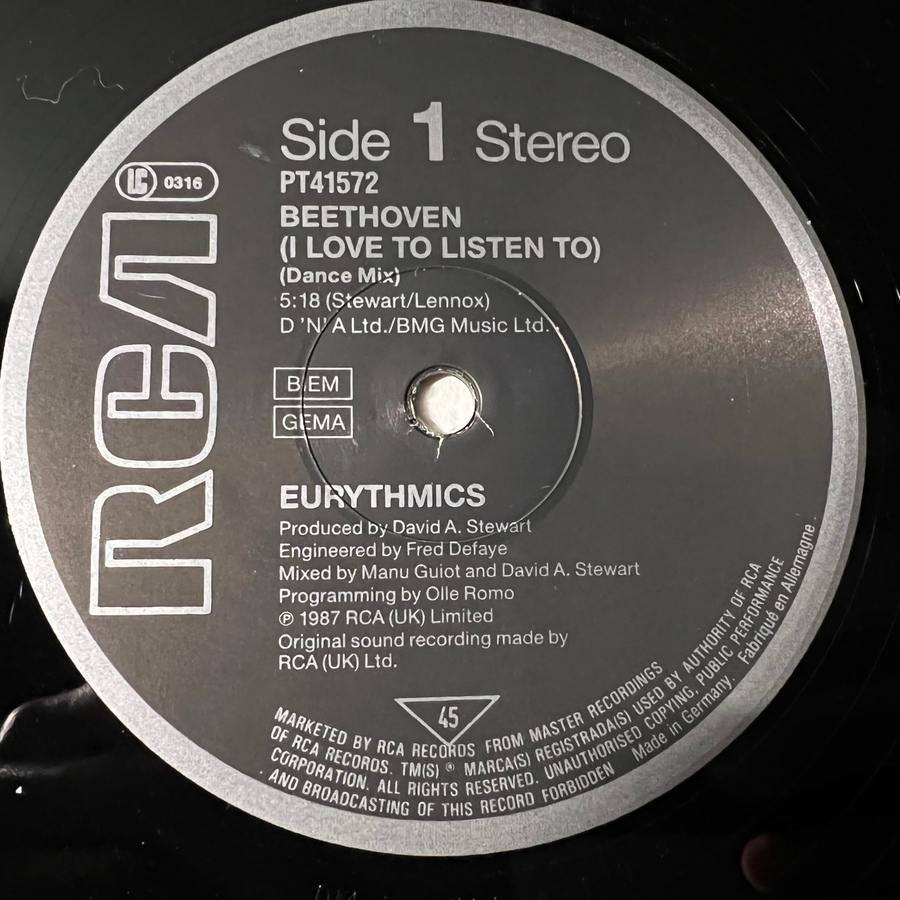 Side 1 Stereo
LC 0316
PT41572
BEETHOVEN
(I LOVE TO LISTEN TO)
(Dance Mix)
5:18 (Stewart/Lennox)
D 'N' A Ltd./BMG Music Ltd.
RCA
BIEM
GEMA
EURYTHMICS
Produced by David A. Stewart
Engineered by Fred Defaye
Mixed by Manu Guiot and David A. Stewart
Programming by Olle Romo
℗ 1987 RCA (UK) Limited
Original sound recording made by
RCA (UK) Ltd.
45
MARKETED BY RCA RECORDS FROM MASTER RECORDINGS
OF RCA RECORDS. TM(S) ® MARCA(S) REGISTRADA(S) USED BY AUTHORITY OF RCA
CORPORATION. ALL RIGHTS RESERVED. UNAUTHORISED COPYING, PUBLIC PERFORMANCE
AND BROADCASTING OF THIS RECORD FORBIDDEN Made in Germany. Fabriqué en Allemagne.